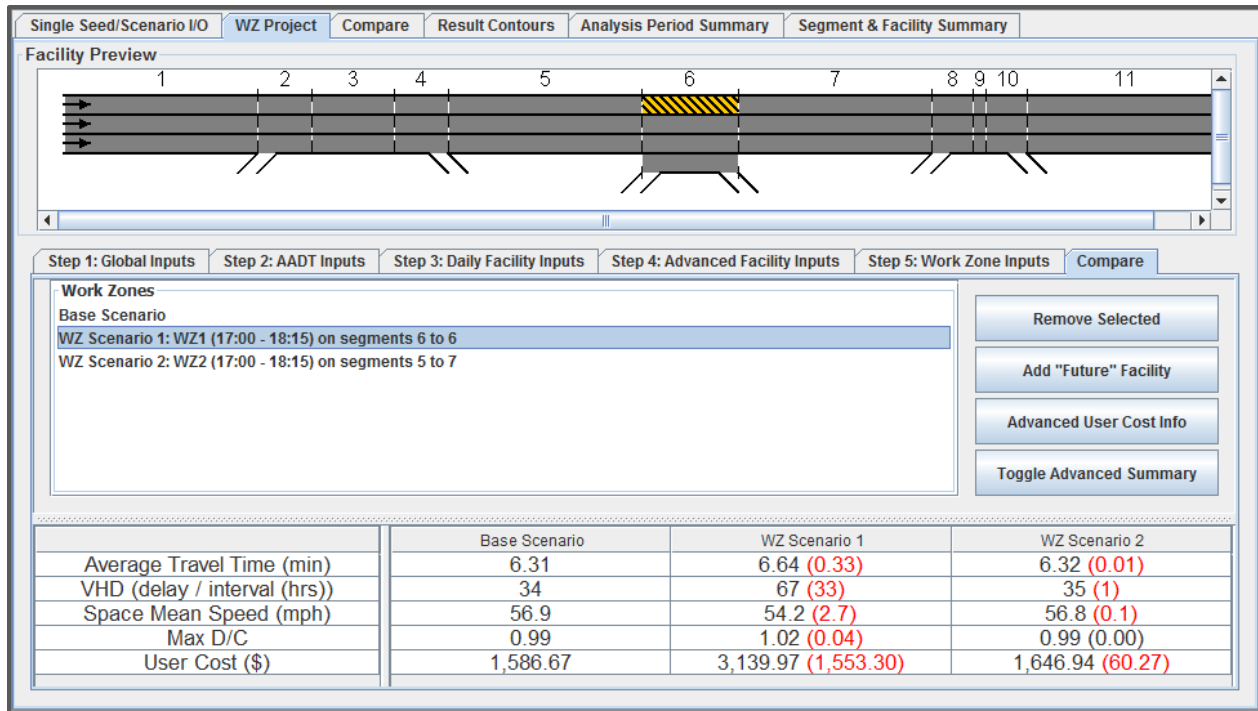 Single Seed/Scenario I/O WZ Project Compare Result Contours Analysis Period Summary Segment & Facility Summary
Facility Preview
1 2 3 4 5 6 7 8 9 10 11
Step 1: Global Inputs Step 2: AADT Inputs Step 3: Daily Facility Inputs Step 4: Advanced Facility Inputs Step 5: Work Zone Inputs Compare
Work Zones
Base Scenario
WZ Scenario 1: WZ1 (17:00 - 18:15) on segments 6 to 6
WZ Scenario 2: WZ2 (17:00 - 18:15) on segments 5 to 7
Remove Selected
Add "Future" Facility
Advanced User Cost Info
Toggle Advanced Summary
Base Scenario WZ Scenario 1 WZ Scenario 2
Average Travel Time (min) 6.31 6.64 (0.33) 6.32 (0.01)
VHD (delay / interval (hrs)) 34 67 (33) 35 (1)
Space Mean Speed (mph) 56.9 54.2 (2.7) 56.8 (0.1)
Max D/C 0.99 1.02 (0.04) 0.99 (0.00)
User Cost ($) 1,586.67 3,139.97 (1,553.30) 1,646.94 (60.27)